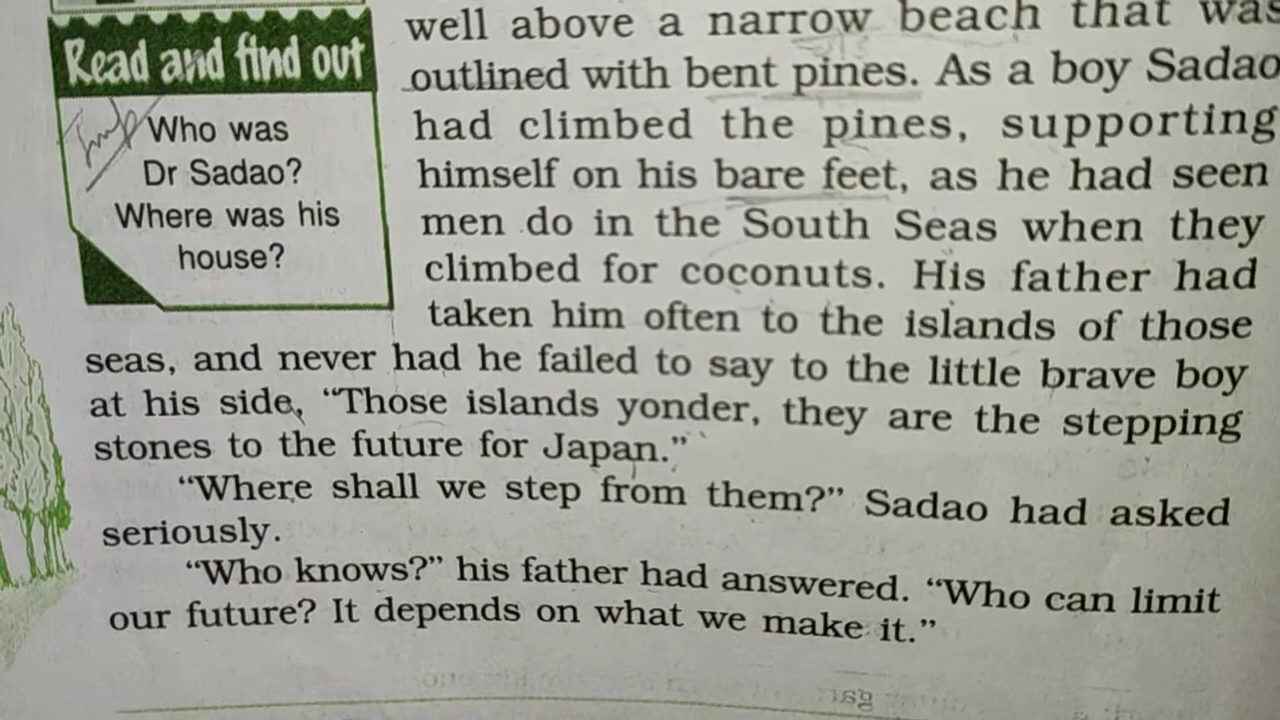 Read and find out
Who was
Dr Sadao?
Where was his
house?
well above a narrow beach that was
outlined with bent pines. As a boy Sadao
had climbed the pines, supporting
himself on his bare feet, as he had seen
men do in the South Seas when they
climbed for coconuts. His father had
taken him often to the islands of those
seas, and never had he failed to say to the little brave boy
at his side, “Those islands yonder, they are the stepping
stones to the future for Japan.”
“Where shall we step from them?” Sadao had asked
seriously.
“Who knows?” his father had answered. “Who can limit
our future? It depends on what we make it.”